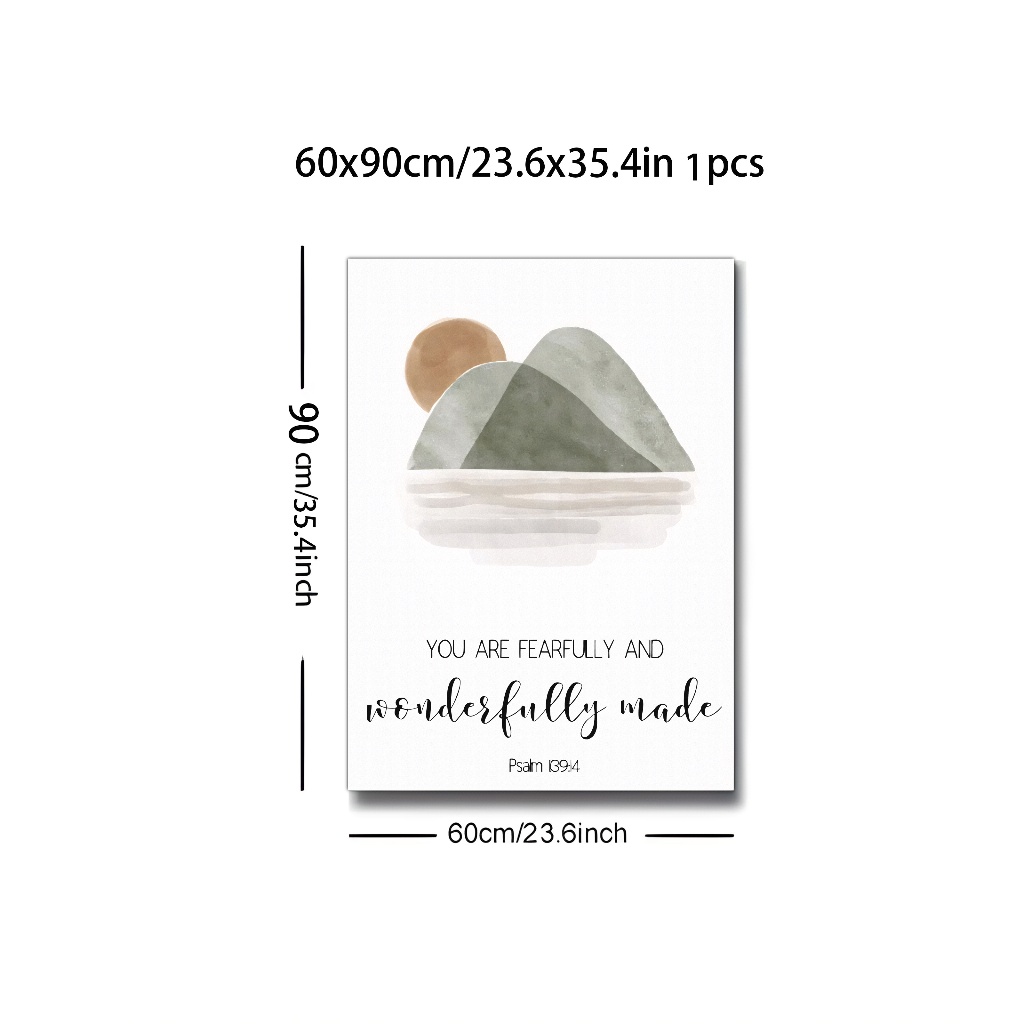 60x90cm/23.6x35.4in 1pcs
90 cm/35.4inch
YOU ARE FEARFULLY AND
wonderfully made
Psalm 139:14
60cm/23.6inch